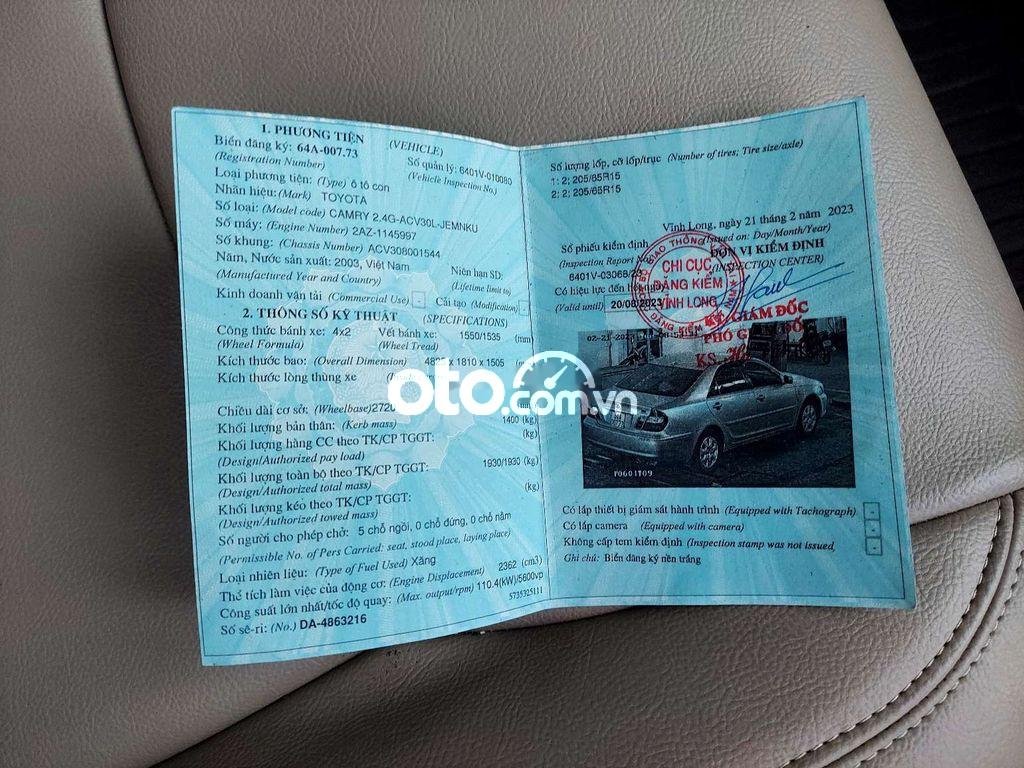 1. PHƯƠNG TIỆN (VEHICLE)
Biển đăng ký: 64A-007.73
(Registration Number)
Số quản lý: 6401V-010080
(Vehicle Inspection No.)
Loại phương tiện: (Type) ô tô con
Nhãn hiệu: (Mark) TOYOTA
Số loại: (Model code) CAMRY 2.4G-ACV30L-JEMNKU
Số máy: (Engine Number) 2AZ-1145997
Số khung: (Chassis Number) ACV308001544
Năm, Nước sản xuất: 2003, Việt Nam
(Manufactured Year and Country)
Niên hạn SD:
(Lifetime limit to)
Kinh doanh vận tải (Commercial Use) - Cải tạo (Modification)
2. THÔNG SỐ KỸ THUẬT (SPECIFICATIONS)
Công thức bánh xe: 4x2 Vết bánh xe: 1550/1535 (mm)
(Wheel Formula) (Wheel Tread)
Kích thước bao: (Overall Dimension) x 1810 x 1505
Kích thước lòng thùng xe
Chiều dài cơ sở: (Wheelbase)
Khối lượng bản thân: (Kerb mass) 1400 (kg)
Khối lượng hàng CC theo TK/CP TGGT: (kg)
(Design/Authorized pay load)
Khối lượng toàn bộ theo TK/CP TGGT: 1930/1930 (kg)
(Design/Authorized total mass)
Khối lượng kéo theo TK/CP TGGT: (kg)
(Design/Authorized towed mass)
Số người cho phép chở: 5 chỗ ngồi, 0 chỗ đứng, 0 chỗ nằm
(Permissible No. of Pers Carried: seat, stood place, laying place)
Loại nhiên liệu: (Type of Fuel Used) Xăng
Thể tích làm việc của động cơ: (Engine Displacement) 2362 (cm3)
Công suất lớn nhất/tốc độ quay: (Max. output/rpm) 110.4(kW)/5600vp
5735325111
Số sê-ri: (No.) DA-4863216
Số lượng lốp, cỡ lốp/trục (Number of tires; Tire size/axle)
1: 2; 205/65R15
2: 2; 205/65R15
Vĩnh Long, ngày 21 tháng 2 năm 2023
(Issued on: Day/Month/Year)
Số phiếu kiểm định
(Inspection Report
6401V-03068/23
ĐƠN VỊ KIỂM ĐỊNH
(INSPECTION CENTER)
Có hiệu lực đến hết
(Valid until) 20/08/2023
CHI CỤC
ĐĂNG KIỂM
VĨNH LONG
KT. GIÁM ĐỐC
PHÓ
KS.
P0601709
oto.com.vn
Có lắp thiết bị giám sát hành trình (Equipped with Tachograph) -
Có lắp camera (Equipped with camera) -
Không cấp tem kiểm định (Inspection stamp was not issued -
Ghi chú: Biển đăng ký nền trắng